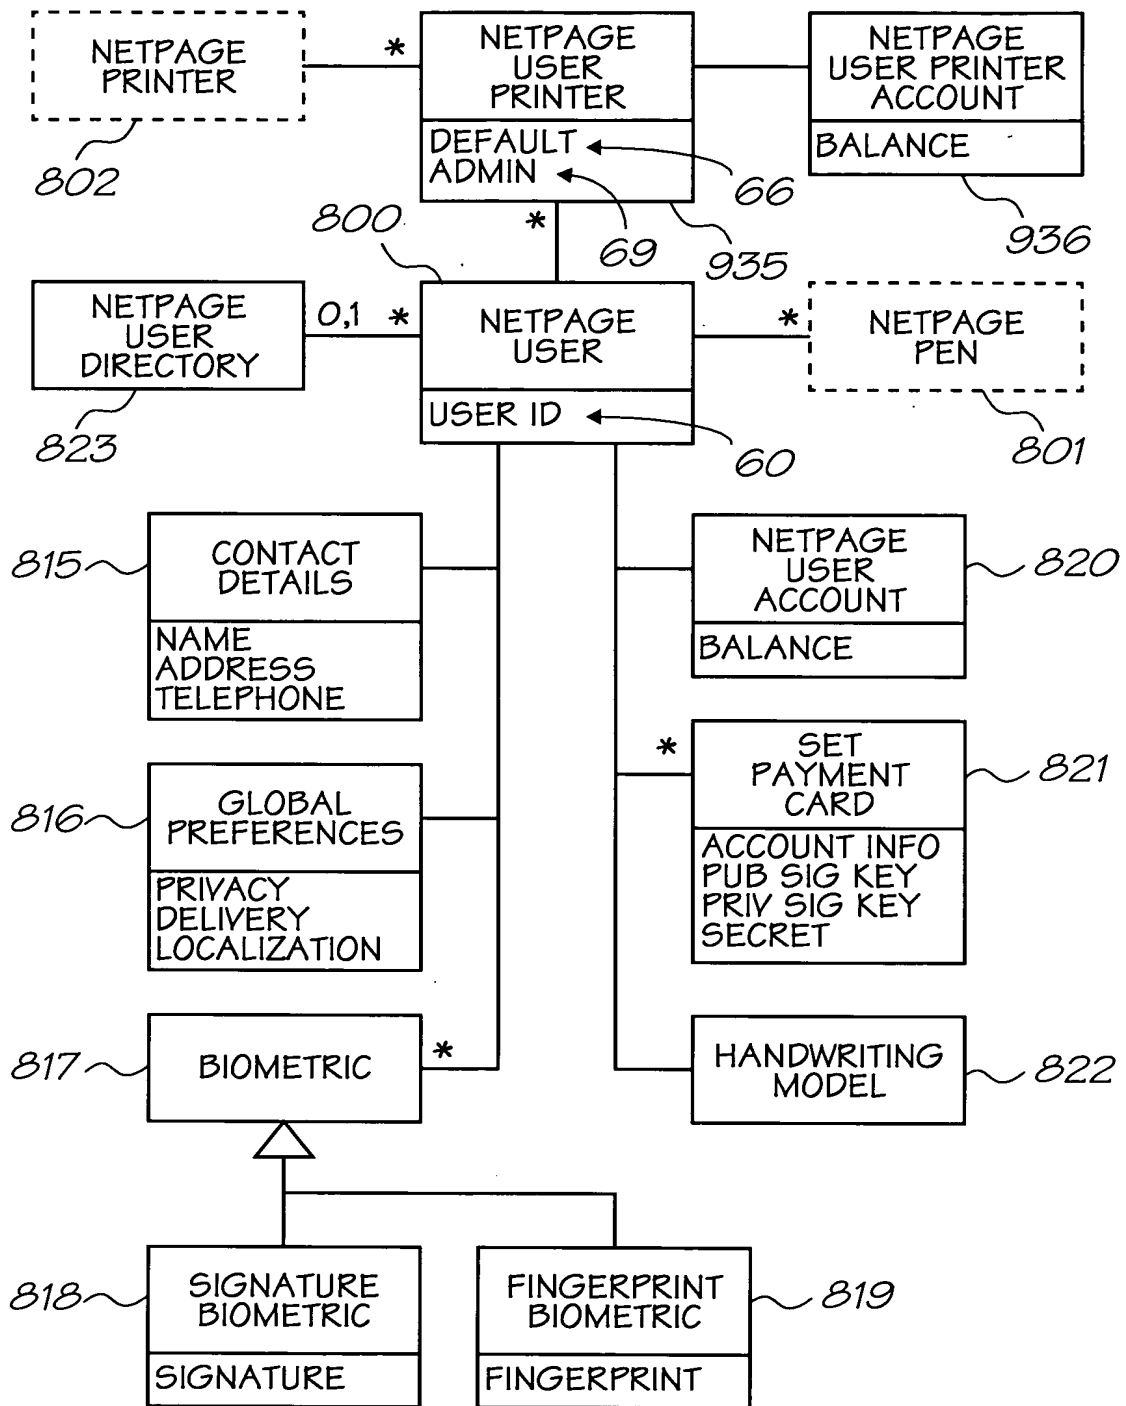 NETPAGE
PRINTER
802
*
NETPAGE
USER
PRINTER
DEFAULT
ADMIN
66
69
935
NETPAGE
USER PRINTER
ACCOUNT
BALANCE
936
*
800
NETPAGE
USER
DIRECTORY
823
0,1
*
NETPAGE
USER
USER ID
60
*
NETPAGE
PEN
801
815
CONTACT
DETAILS
NAME
ADDRESS
TELEPHONE
NETPAGE
USER
ACCOUNT
BALANCE
820
816
GLOBAL
PREFERENCES
PRIVACY
DELIVERY
LOCALIZATION
*
SET
PAYMENT
CARD
ACCOUNT INFO
PUB SIG KEY
PRIV SIG KEY
SECRET
821
817
BIOMETRIC
*
HANDWRITING
MODEL
822
818
SIGNATURE
BIOMETRIC
SIGNATURE
FINGERPRINT
BIOMETRIC
FINGERPRINT
819